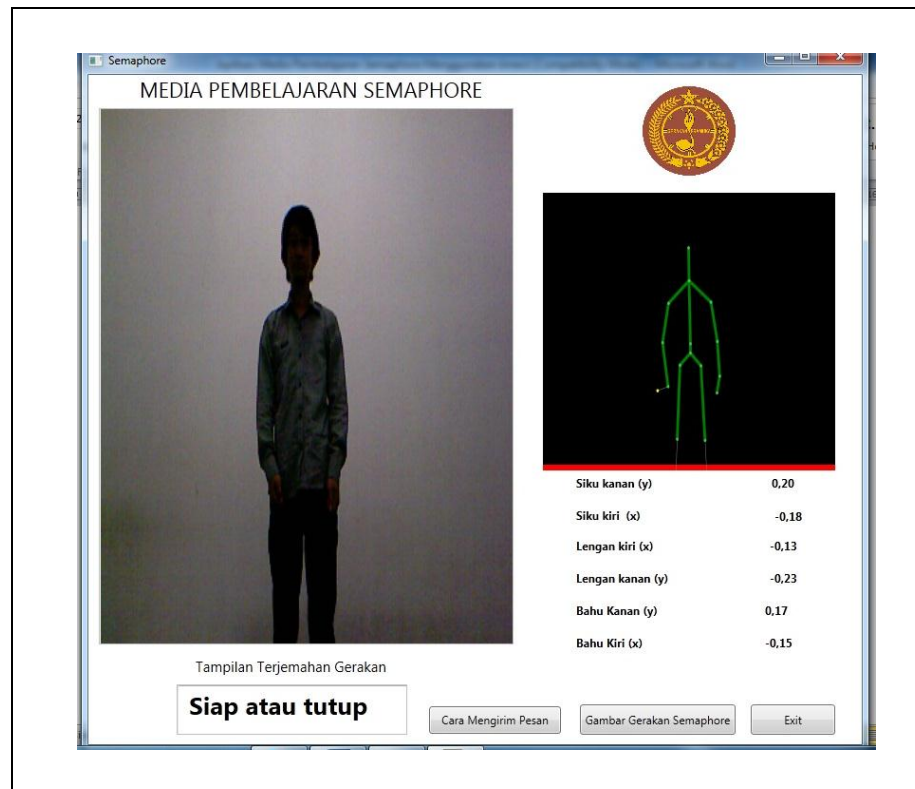 Semaphore
MEDIA PEMBELAJARAN SEMAPHORE
Siku kanan (y) 0,20
Siku kiri (x) -0,18
Lengan kiri (x) -0,13
Lengan kanan (y) -0,23
Bahu Kanan (y) 0,17
Bahu Kiri (x) -0,15
Tampilan Terjemahan Gerakan
Siap atau tutup
Cara Mengirim Pesan
Gambar Gerakan Semaphore
Exit